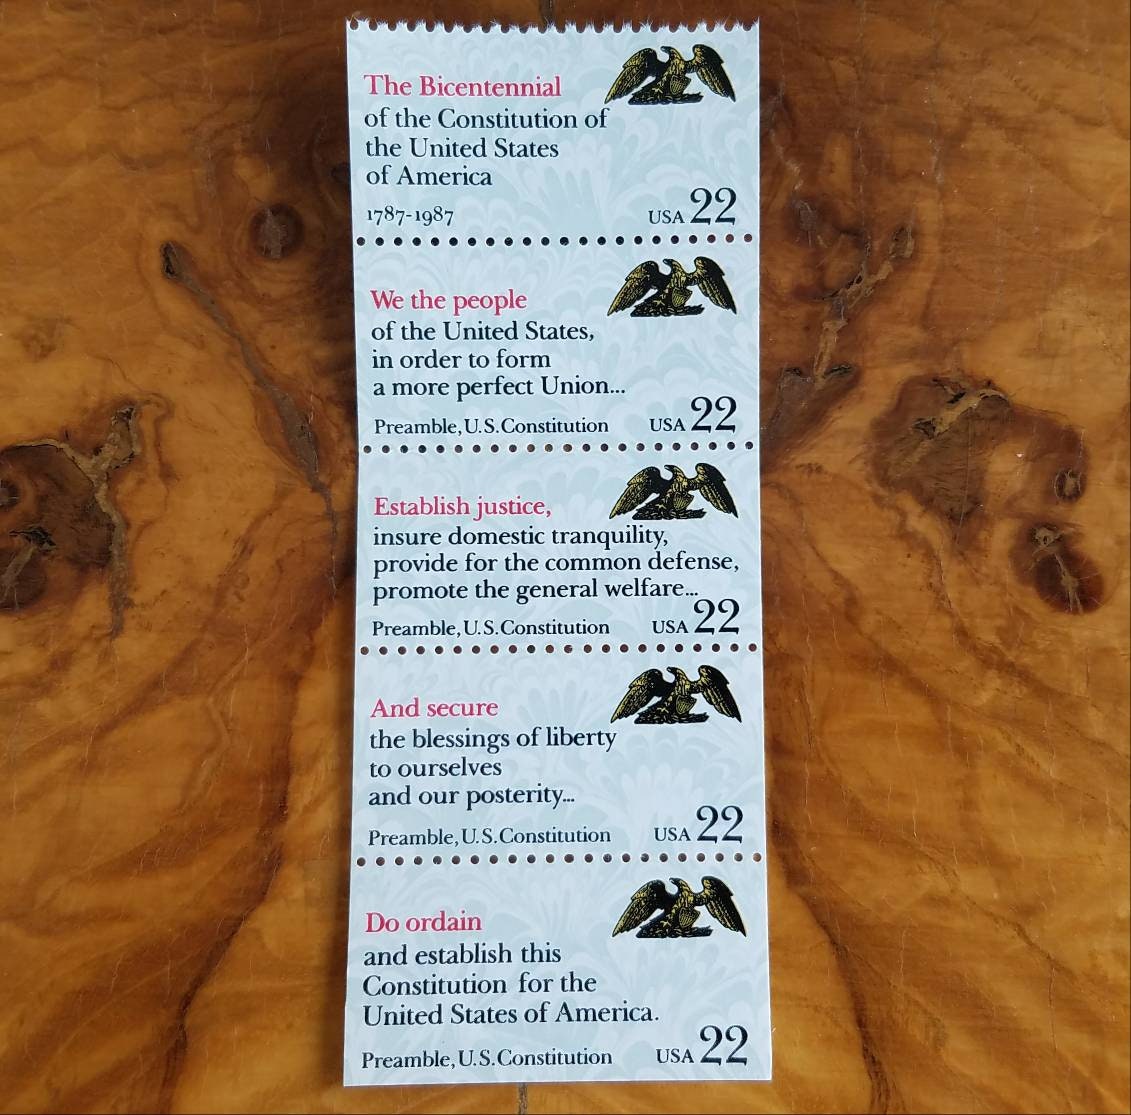 The Bicentennial
of the Constitution of
the United States
of America
1787-1987 USA 22
We the people
of the United States,
in order to form
a more perfect Union...
Preamble, U.S. Constitution USA 22
Establish justice,
insure domestic tranquility,
provide for the common defense,
promote the general welfare...
Preamble, U.S. Constitution USA 22
And secure
the blessings of liberty
to ourselves
and our posterity...
Preamble, U.S. Constitution USA 22
Do ordain
and establish this
Constitution for the
United States of America.
Preamble, U.S. Constitution USA 22